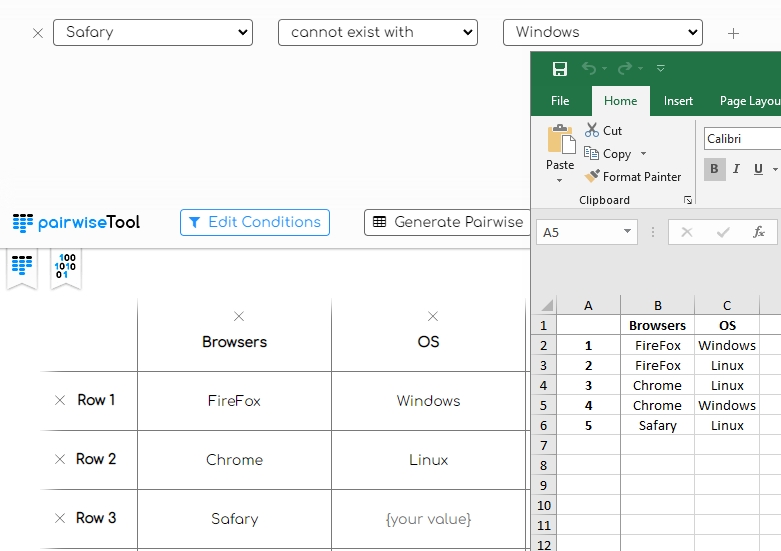 Safary cannot exist with Windows
pairwiseTool Edit Conditions Generate Pairwise
100
1010
01
Browsers OS
Row 1 FireFox Windows
Row 2 Chrome Linux
Row 3 Safary {your value}
File Home Insert Page Layou
Cut
Copy
Format Painter
Paste
Clipboard
Calibri
B I U
A5 fx
A B C
1 Browsers OS
2 1 FireFox Windows
3 2 FireFox Linux
4 3 Chrome Linux
5 4 Chrome Windows
6 5 Safary Linux
7
8
9
10
11
12